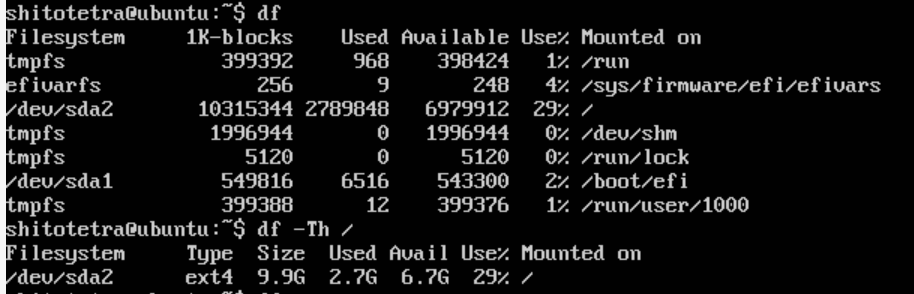 shitotetra@ubuntu:~$ df
Filesystem     1K-blocks    Used Available Use% Mounted on
tmpfs             399392     968    398424   1% /run
efivarfs             256       9       248   4% /sys/firmware/efi/efivars
/dev/sda2       10315344 2789848   6979912  29% /
tmpfs            1996944       0   1996944   0% /dev/shm
tmpfs               5120       0      5120   0% /run/lock
/dev/sda1         549816    6516    543300   2% /boot/efi
tmpfs             399388      12    399376   1% /run/user/1000
shitotetra@ubuntu:~$ df -Th /
Filesystem     Type  Size  Used Avail Use% Mounted on
/dev/sda2      ext4  9.9G  2.7G  6.7G  29% /